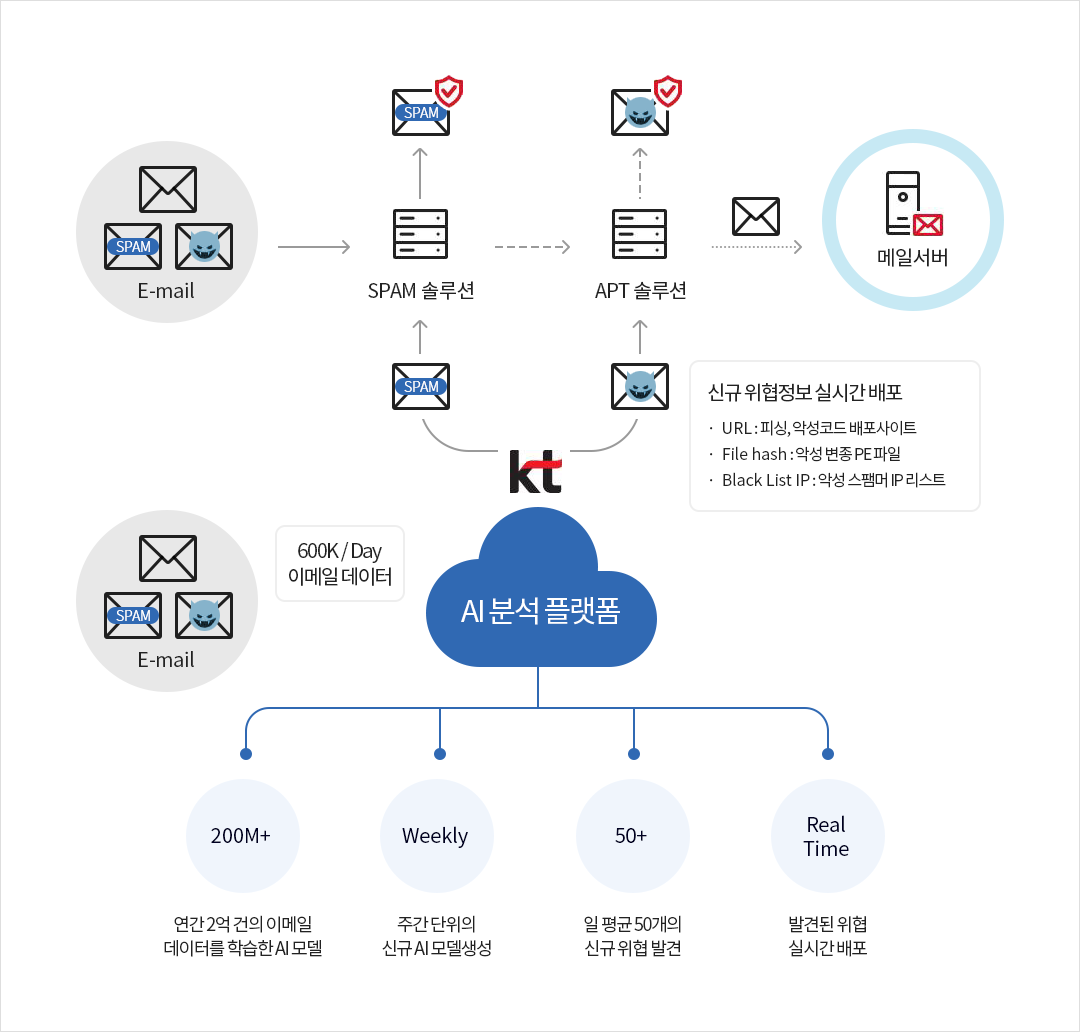 SPAM
SPAM
E-mail
SPAM 솔루션
APT 솔루션
메일서버
SPAM
신규 위협정보 실시간 배포
· URL : 피싱, 악성코드 배포사이트
· File hash : 악성 변종 PE 파일
· Black List IP : 악성 스팸머 IP 리스트
kt
600K / Day
이메일 데이터
AI 분석 플랫폼
SPAM
E-mail
200M+
Weekly
50+
Real
Time
연간 2억 건의 이메일
데이터를 학습한 AI 모델
주간 단위의
신규 AI 모델생성
일 평균 50개의
신규 위협 발견
발견된 위협
실시간 배포